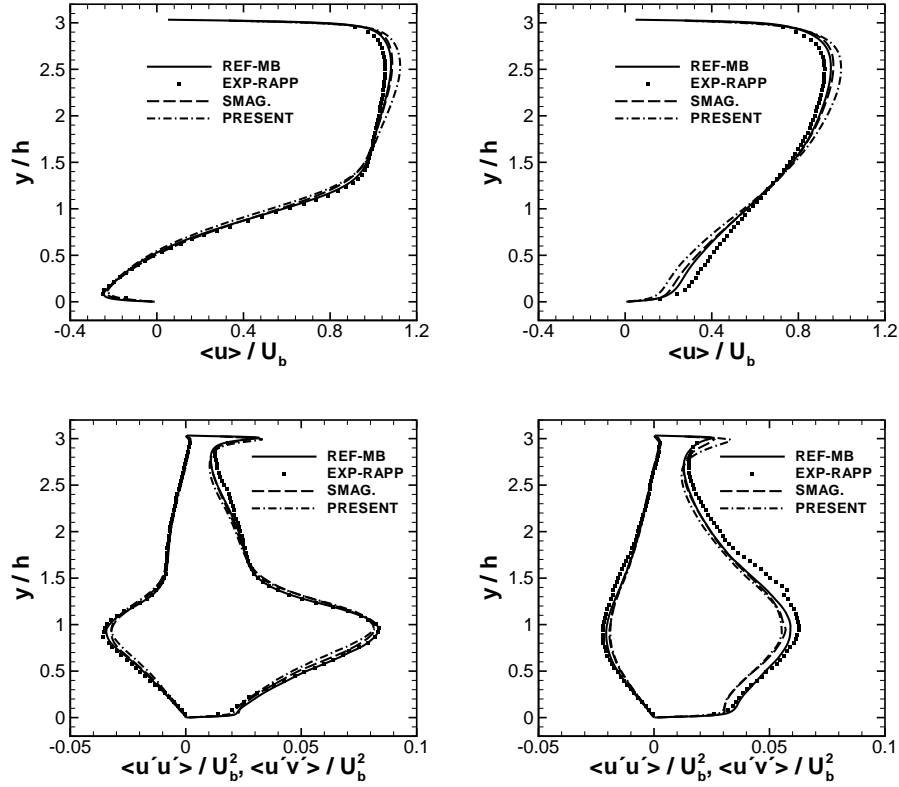 3
2.5
2
1.5
1
0.5
0
y / h
REF-MB
EXP-RAPP
SMAG.
PRESENT
-0.4 0 0.4 0.8 1.2
<u> / U_b
3
2.5
2
1.5
1
0.5
0
y / h
REF-MB
EXP-RAPP
SMAG.
PRESENT
-0.4 0 0.4 0.8 1.2
<u> / U_b
3
2.5
2
1.5
1
0.5
0
y / h
REF-MB
EXP-RAPP
SMAG.
PRESENT
-0.05 0 0.05 0.1
<u´u´> / U_b^2, <u´v´> / U_b^2
3
2.5
2
1.5
1
0.5
0
y / h
REF-MB
EXP-RAPP
SMAG.
PRESENT
-0.05 0 0.05 0.1
<u´u´> / U_b^2, <u´v´> / U_b^2